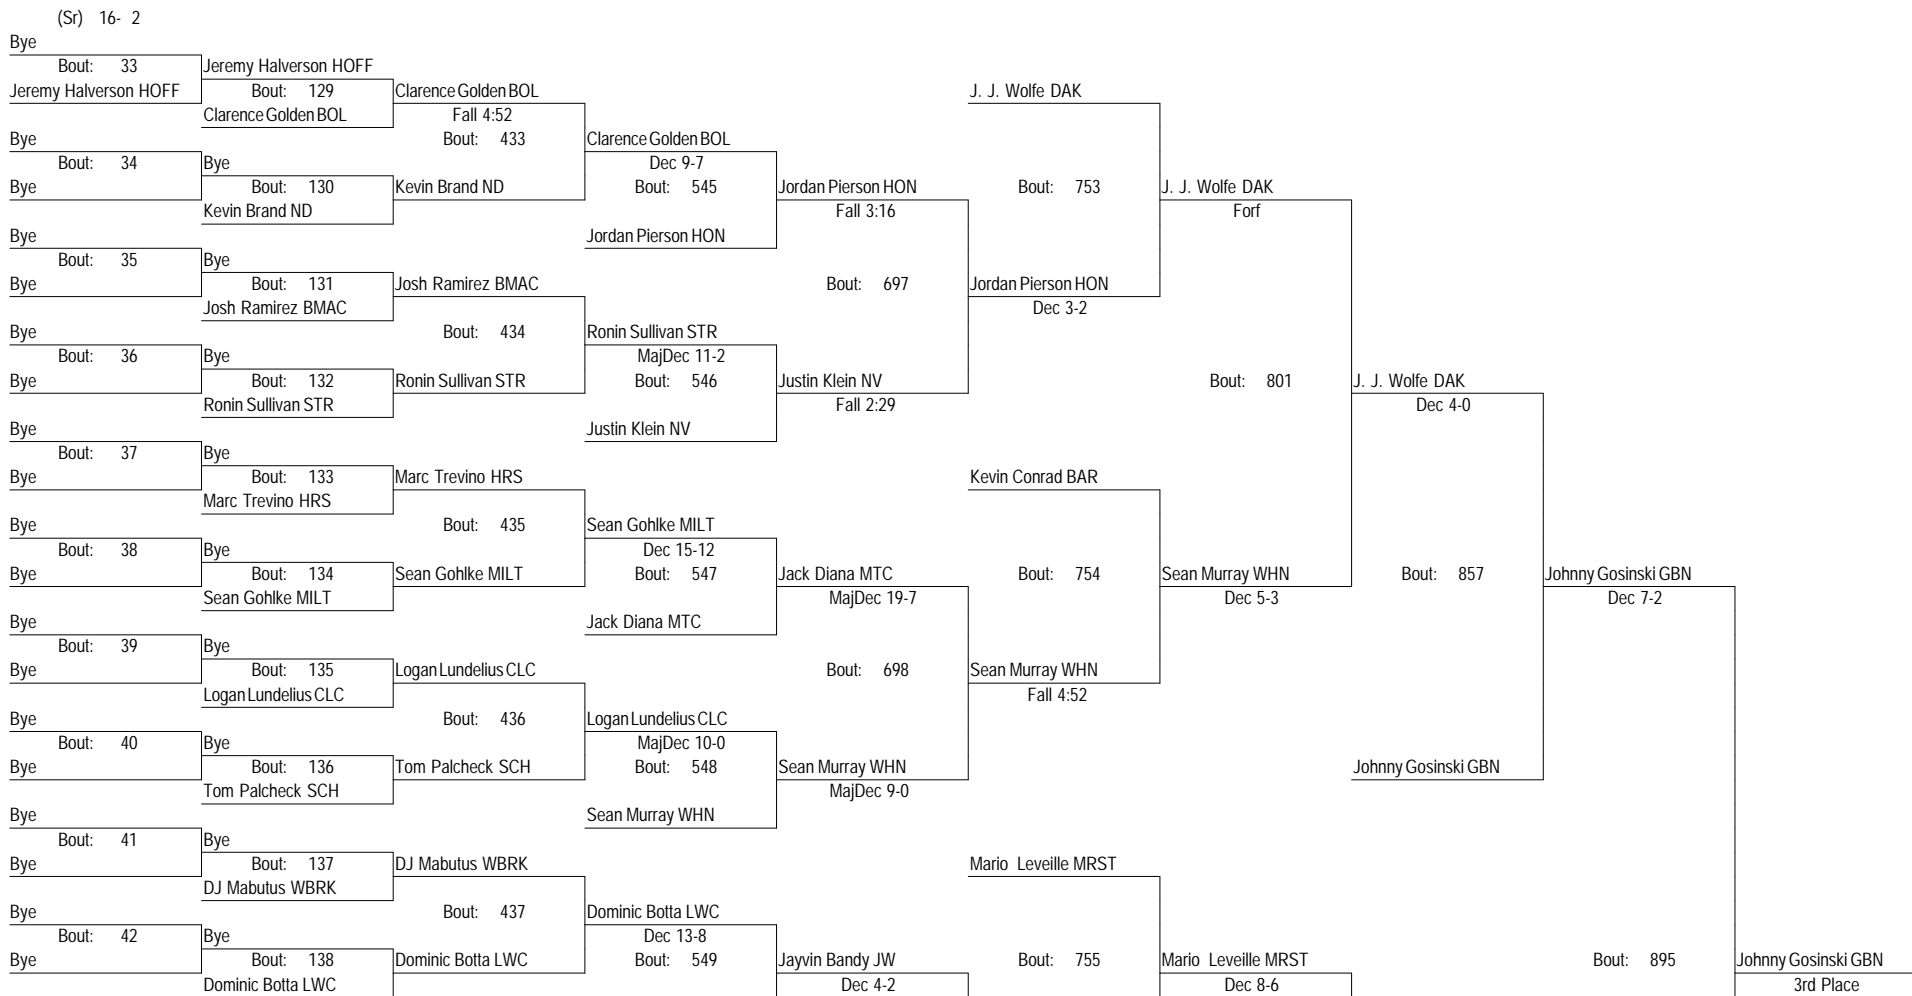 (Sr) 16- 2
Bye
Bout: 33 Jeremy Halverson HOFF
Jeremy Halverson HOFF Bout: 129 Clarence Golden BOL J. J. Wolfe DAK
Clarence Golden BOL Fall 4:52
Bye Bout: 433 Clarence Golden BOL
Bout: 34 Bye Dec 9-7
Bye Bout: 130 Kevin Brand ND Bout: 545 Jordan Pierson HON Bout: 753 J. J. Wolfe DAK
Kevin Brand ND Fall 3:16 Forf
Bye Jordan Pierson HON
Bout: 35 Bye
Bye Bout: 131 Josh Ramirez BMAC Bout: 697 Jordan Pierson HON
Josh Ramirez BMAC Dec 3-2
Bye Bout: 434 Ronin Sullivan STR
Bout: 36 Bye MajDec 11-2
Bye Bout: 132 Ronin Sullivan STR Bout: 546 Justin Klein NV Bout: 801 J. J. Wolfe DAK
Ronin Sullivan STR Fall 2:29 Dec 4-0
Bye Justin Klein NV
Bout: 37 Bye
Bye Bout: 133 Marc Trevino HRS Kevin Conrad BAR
Marc Trevino HRS
Bye Bout: 435 Sean Gohlke MILT
Bout: 38 Bye Dec 15-12
Bye Bout: 134 Sean Gohlke MILT Bout: 547 Jack Diana MTC Bout: 754 Sean Murray WHN Bout: 857 Johnny Gosinski GBN
Sean Gohlke MILT MajDec 19-7 Dec 5-3 Dec 7-2
Bye Jack Diana MTC
Bout: 39 Bye
Bye Bout: 135 Logan Lundelius CLC Bout: 698 Sean Murray WHN
Logan Lundelius CLC Fall 4:52
Bye Bout: 436 Logan Lundelius CLC
Bout: 40 Bye MajDec 10-0
Bye Bout: 136 Tom Palcheck SCH Bout: 548 Sean Murray WHN Johnny Gosinski GBN
Tom Palcheck SCH MajDec 9-0
Bye Sean Murray WHN
Bout: 41 Bye
Bye Bout: 137 DJ Mabutus WBRK Mario Leveille MRST
DJ Mabutus WBRK
Bye Bout: 437 Dominic Botta LWC
Bout: 42 Bye Dec 13-8
Bye Bout: 138 Dominic Botta LWC Bout: 549 Jayvin Bandy JW Bout: 755 Mario Leveille MRST Bout: 895 Johnny Gosinski GBN
Dominic Botta LWC Dec 4-2 Dec 8-6 3rd Place